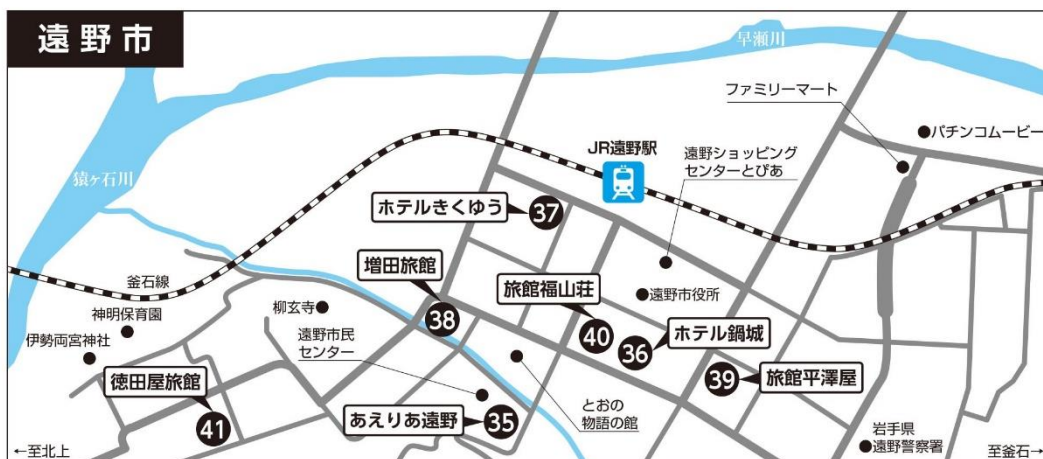 遠野市
早瀬川
ファミリーマート
パチンコムービー
JR遠野駅
遠野ショッピング
センターとぴあ
猿ヶ石川
ホテルきくゆう
37
増田旅館
38
釜石線
旅館福山荘
40
遠野市役所
神明保育園
柳玄寺
伊勢両宮神社
遠野市民
センター
36
ホテル鍋城
39
旅館平澤屋
徳田屋旅館
41
あえりあ遠野
35
とおの
物語の館
岩手県
遠野警察署
←至北上
至釜石→